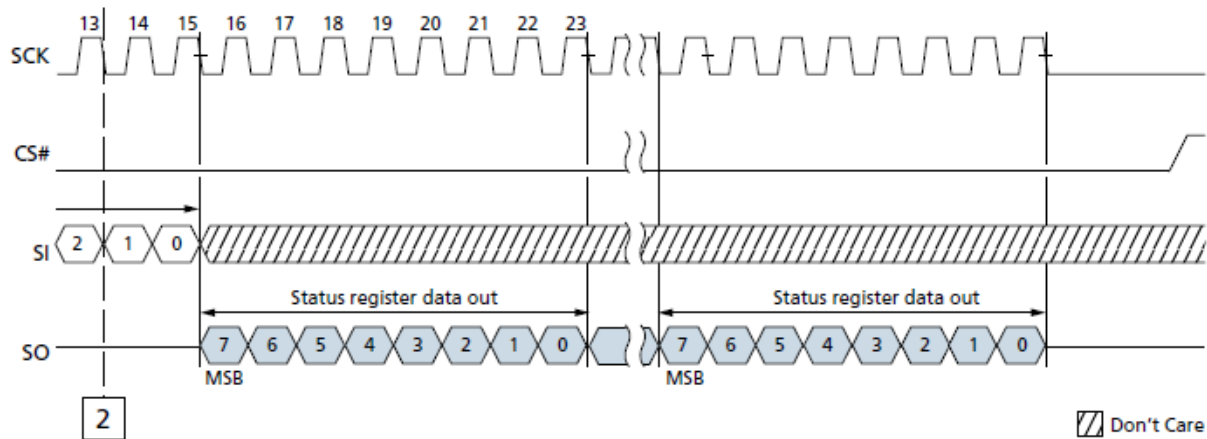 13 14 15 16 17 18 19 20 21 22 23
SCK
CS#
SI 2 1 0
Status register data out Status register data out
SO 7 6 5 4 3 2 1 0 7 6 5 4 3 2 1 0
MSB MSB
2
Don't Care